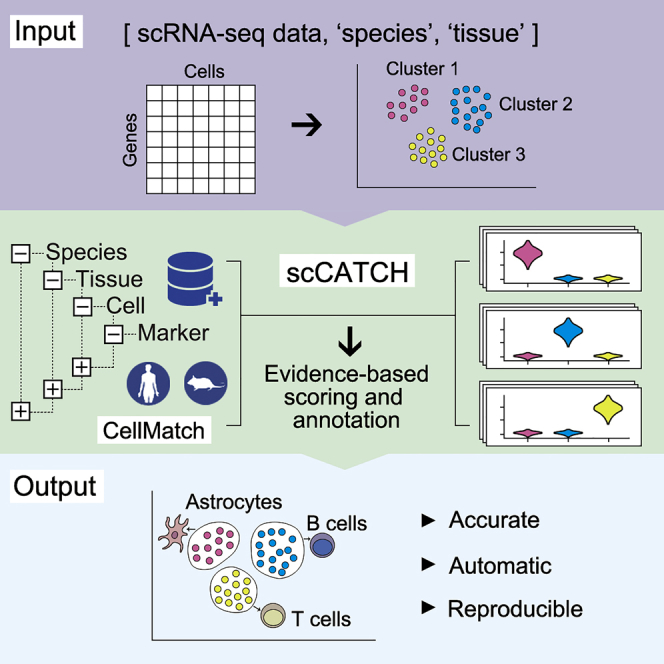 Input
[ scRNA-seq data, ‘species’, ‘tissue’ ]
Cells
Genes
Cluster 1
Cluster 2
Cluster 3
Species
Tissue
Cell
Marker
CellMatch
scCATCH
Evidence-based
scoring and
annotation
Output
Astrocytes
B cells
T cells
Accurate
Automatic
Reproducible